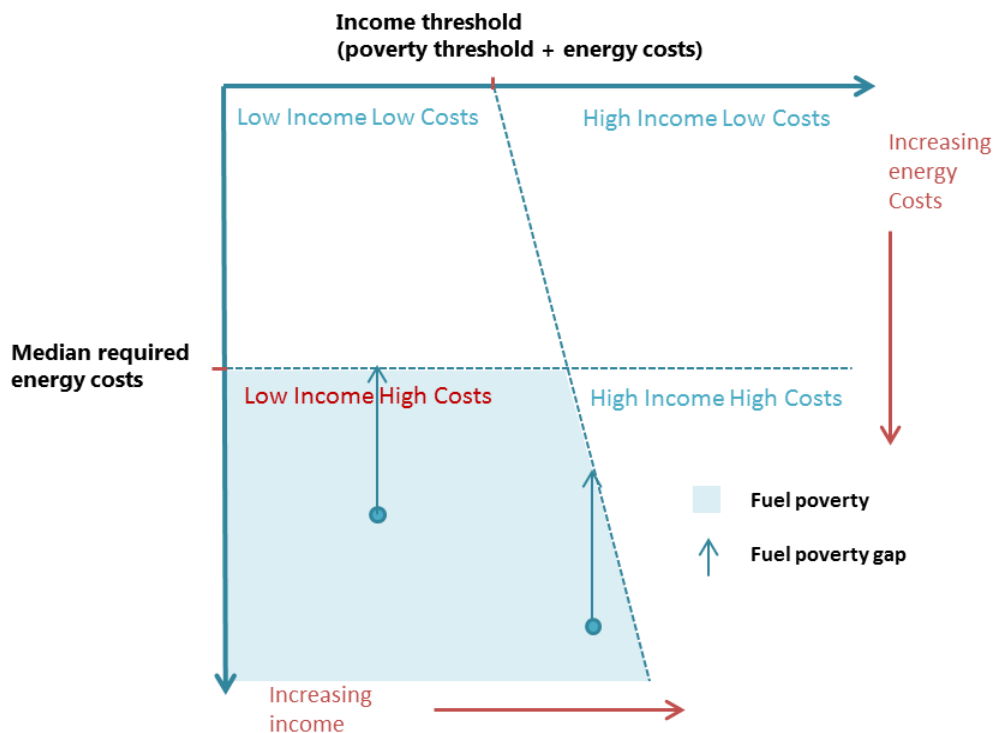 Income threshold
(poverty threshold + energy costs)
Low Income Low Costs
High Income Low Costs
Increasing
energy
Costs
Median required
energy costs
Low Income High Costs
High Income High Costs
Fuel poverty
Fuel poverty gap
Increasing
income